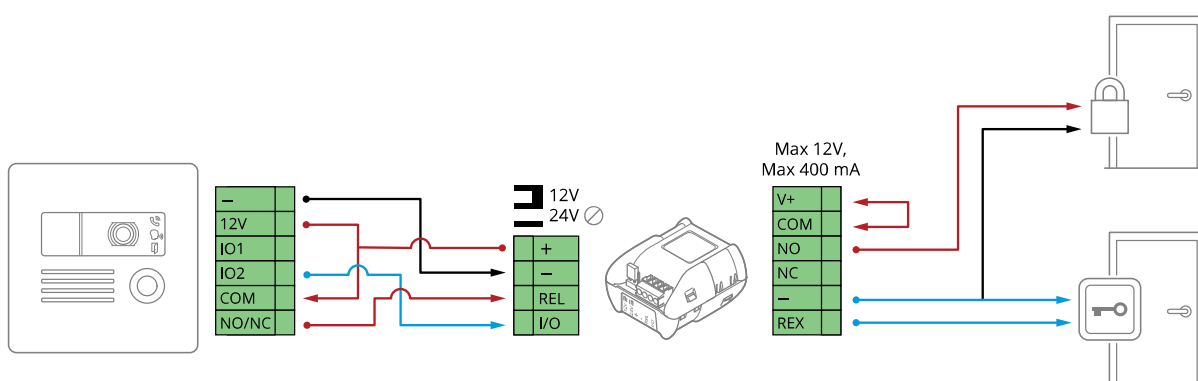 –
12V
IO1
IO2
COM
NO/NC
12V
24V
+
–
REL
I/O
Max 12V,
Max 400 mA
V+
COM
NO
NC
–
REX